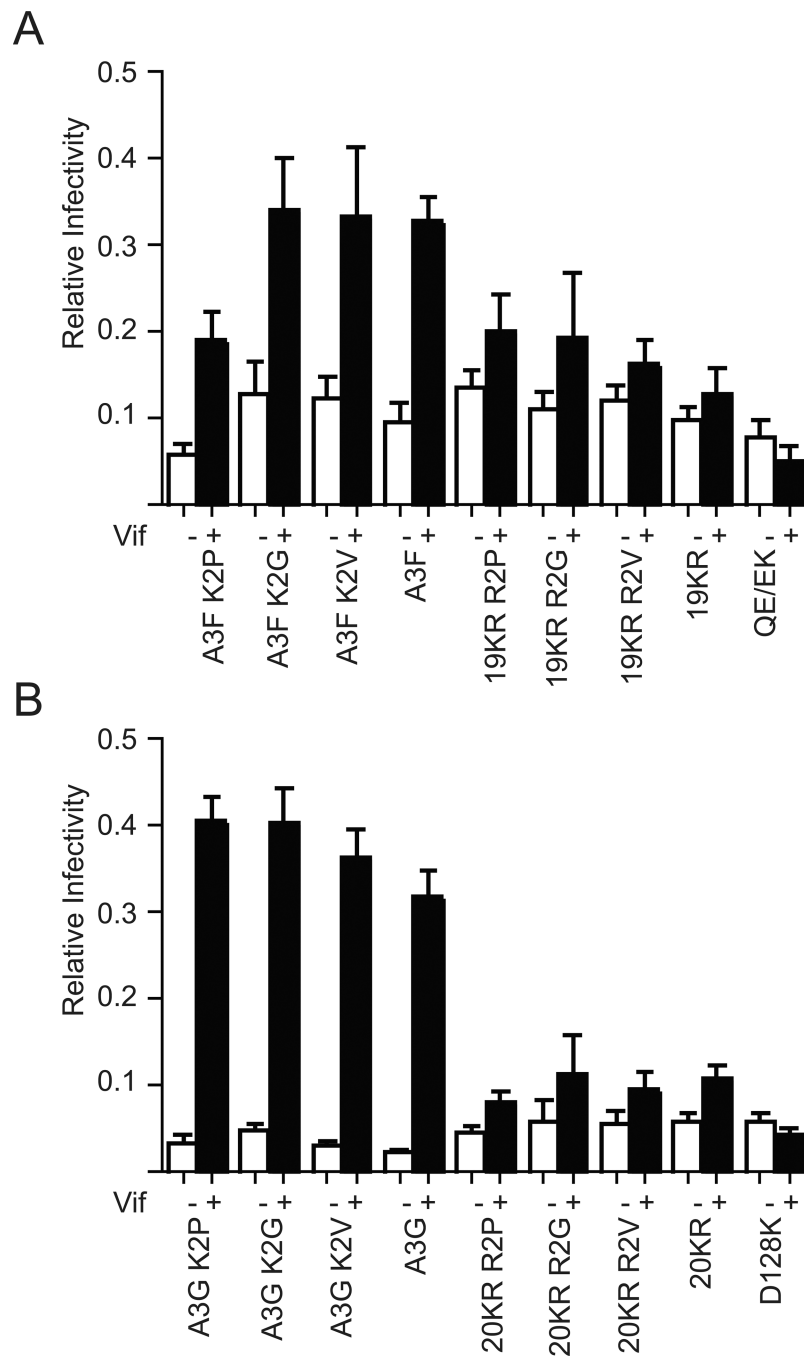 A
0.5
0.4
0.3
0.2
0.1
Relative Infectivity
Vif - + - + - + - + - + - + - + - + - +
A3F K2P
A3F K2G
A3F K2V
A3F
19KR R2P
19KR R2G
19KR R2V
19KR
QE/EK
B
0.5
0.4
0.3
0.2
0.1
Relative Infectivity
Vif - + - + - + - + - + - + - + - + - +
A3G K2P
A3G K2G
A3G K2V
A3G
20KR R2P
20KR R2G
20KR R2V
20KR
D128K